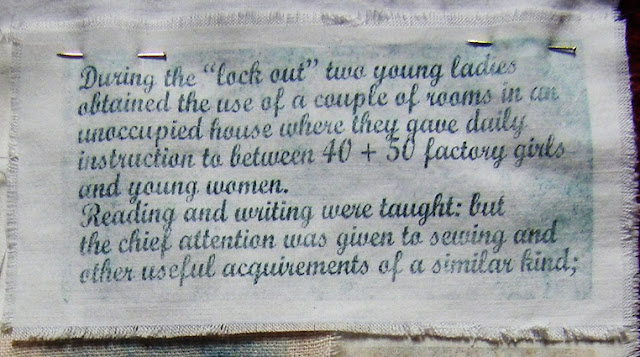 During the “lock out” two young ladies
obtained the use of a couple of rooms in an
unoccupied house where they gave daily
instruction to between 40 + 50 factory girls
and young women.
Reading and writing were taught: but
the chief attention was given to sewing and
other useful acquirements of a similar kind;